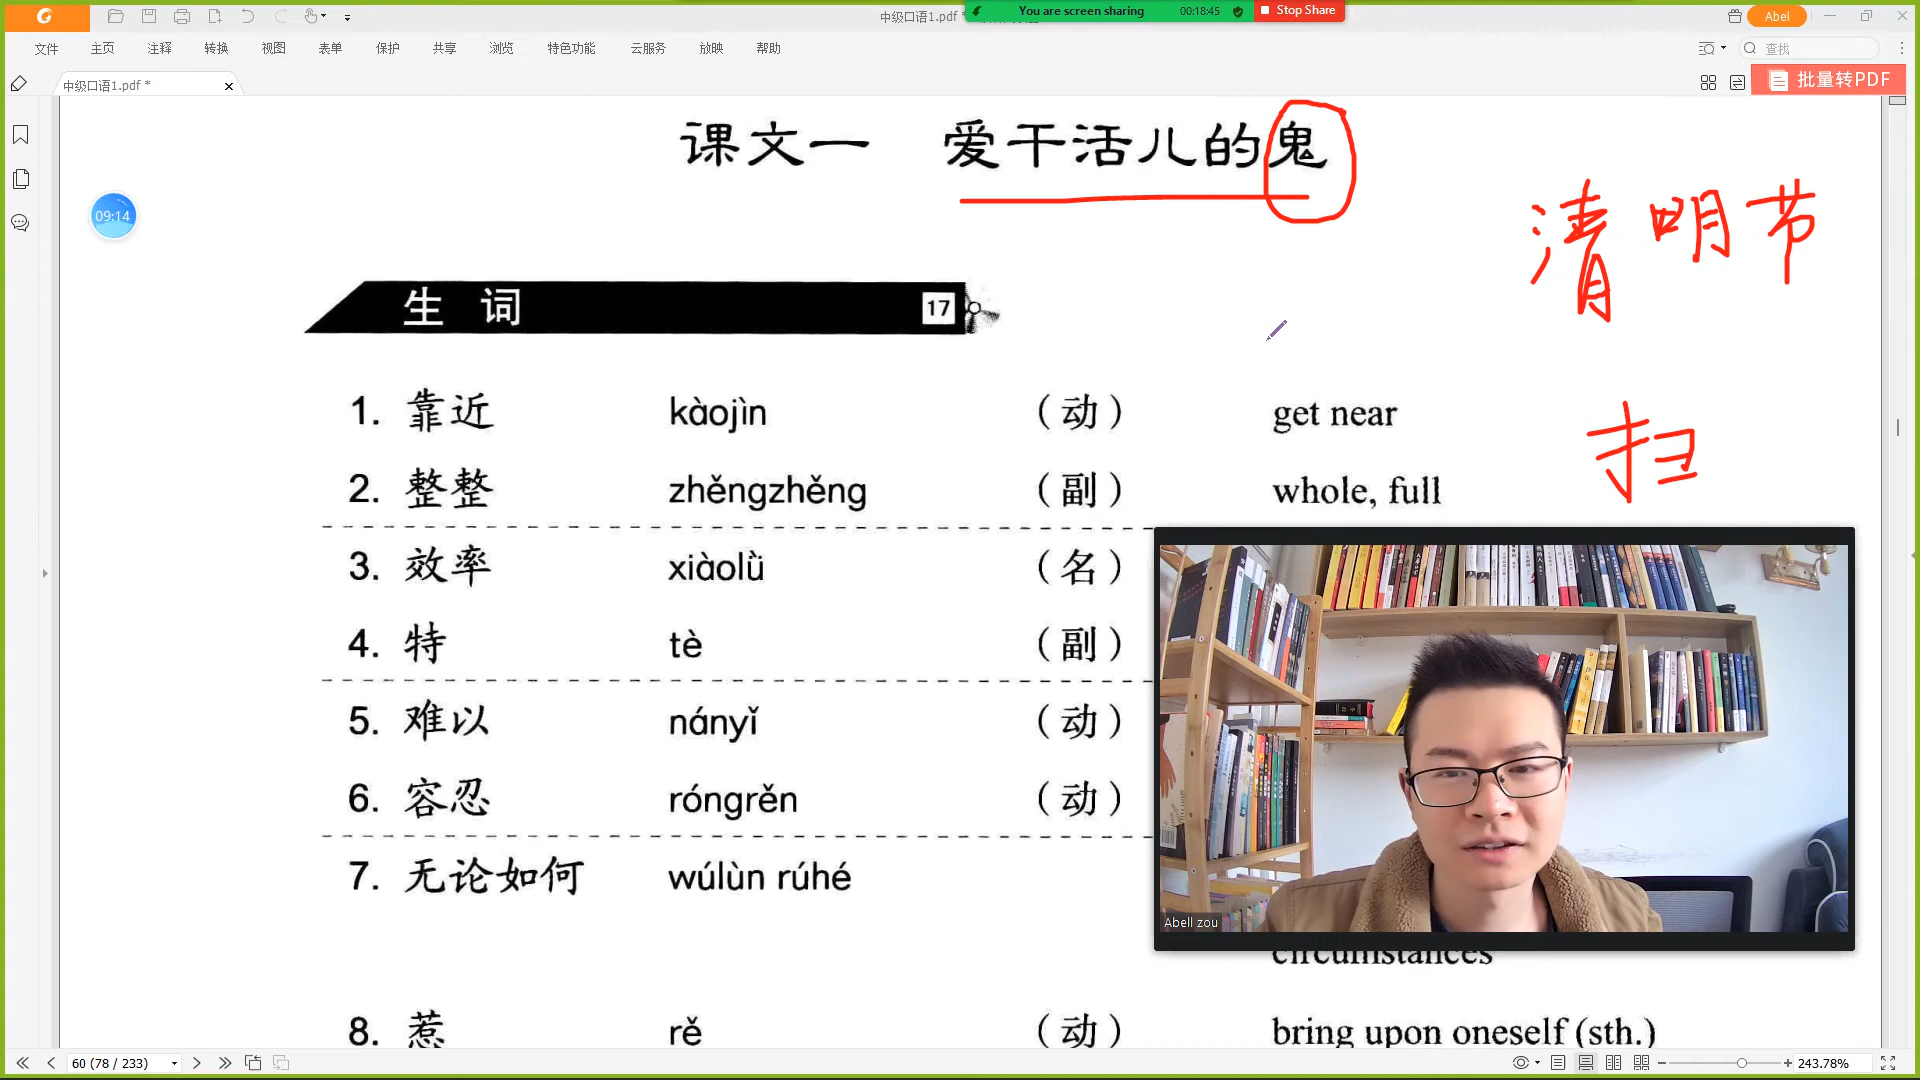 中级口语1.pdf *
You are screen sharing
00:18:45
Stop Share
Abel
文件 主页 注释 转换 视图 表单 保护 共享 浏览 特色功能 云服务 放映 帮助
查找
中级口语1.pdf *
批量转PDF
课文一 爱干活儿的鬼
09:14
清明节
生 词 17
1. 靠近 kàojìn （动） get near
扫
2. 整整 zhěngzhěng （副） whole, full
3. 效率 xiàolǜ （名）
4. 特 tè （副）
5. 难以 nányǐ （动）
6. 容忍 róngrěn （动）
7. 无论如何 wúlùn rúhé
Abell zou
circumstances
8. 惹 rě （动） bring upon oneself (sth.)
60 (78 / 233)
243.78%